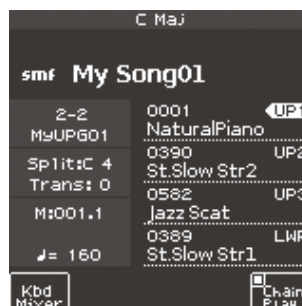 C Maj
smf My Song01
2-2
MyUPG01
Split:C 4
Trans: 0
M:001.1
♩= 160
0001 UP1
NaturalPiano
0390 UP2
St.Slow Str2
0582 UP3
Jazz Scat
0389 LWR
St.Slow Str1
Kbd
Mixer
Chain
Play